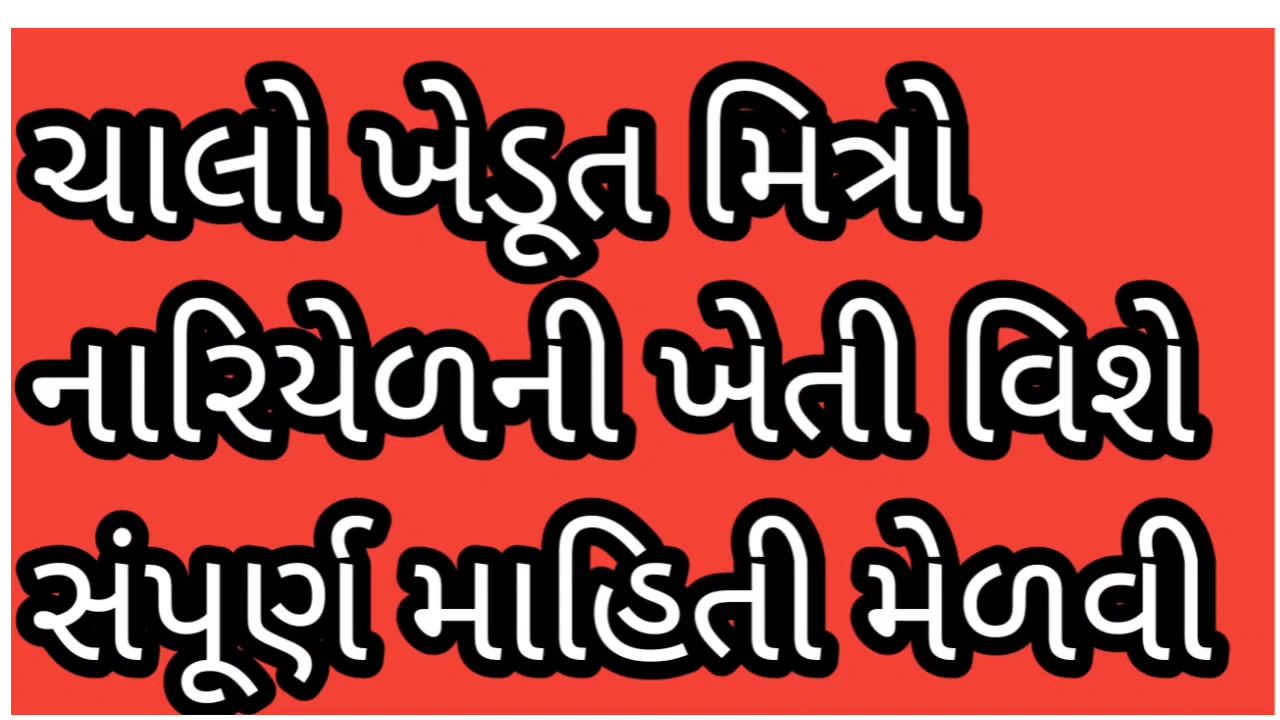 ચાલો ખેડૂત મિત્રો
નારિયેળની ખેતી વિશે
સંપૂર્ણ માહિતી મેળવી